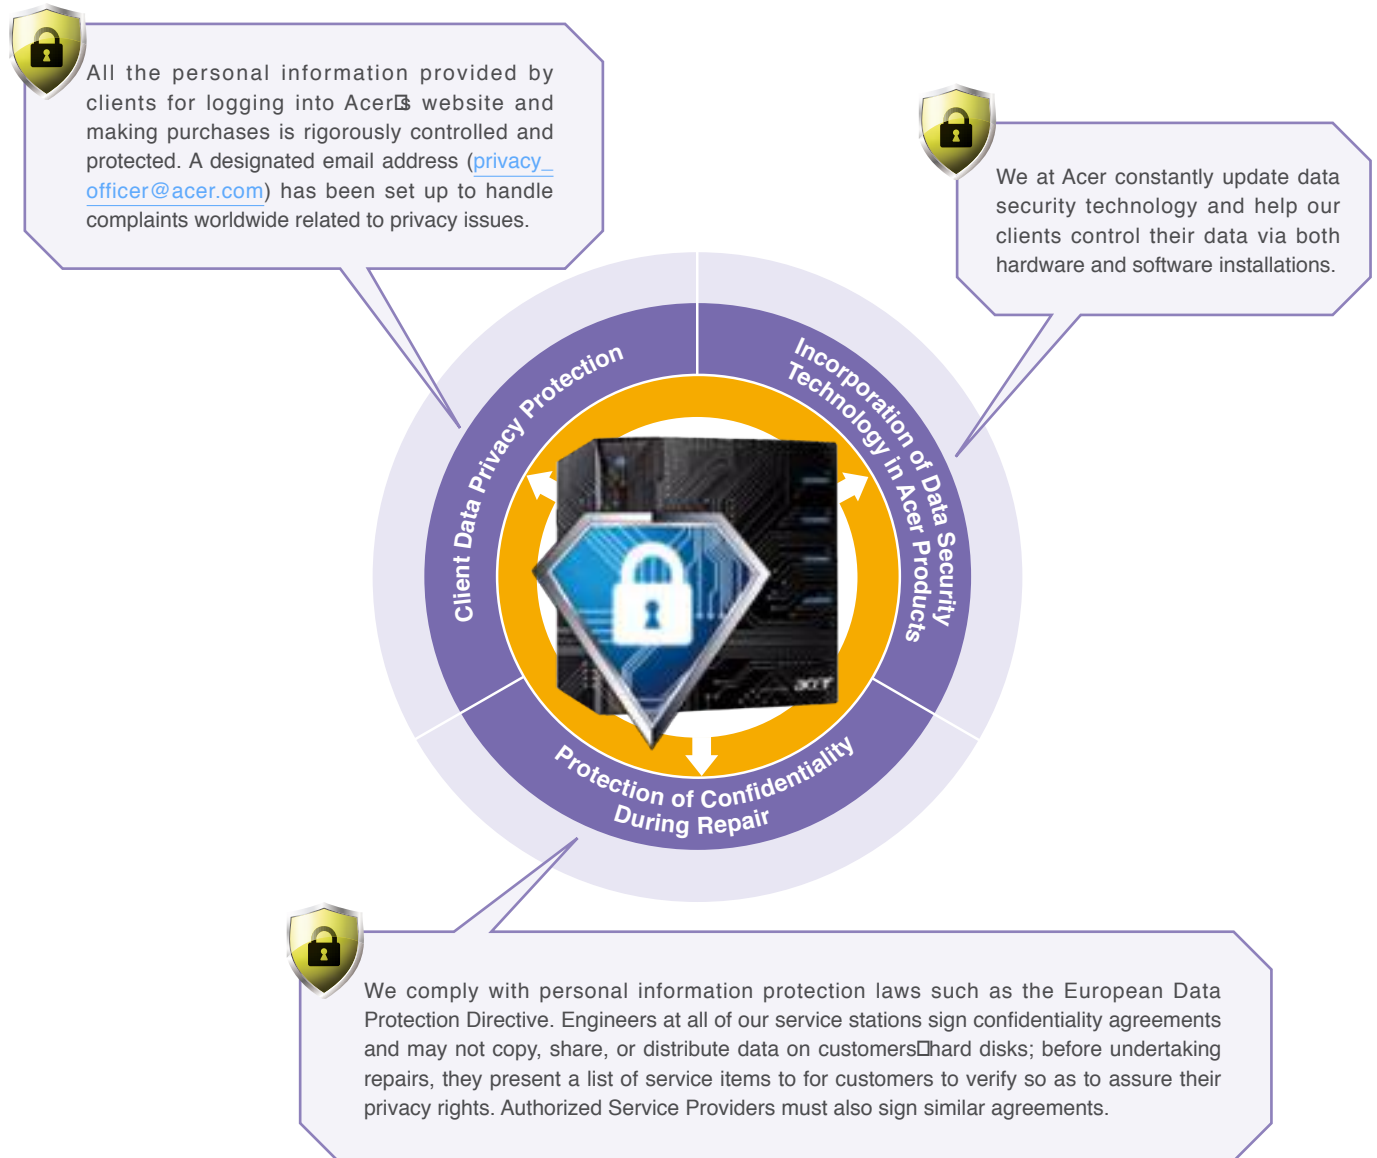 All the personal information provided by
clients for logging into Acer□s website and
making purchases is rigorously controlled and
protected. A designated email address (privacy_
officer@acer.com) has been set up to handle
complaints worldwide related to privacy issues.
We at Acer constantly update data
security technology and help our
clients control their data via both
hardware and software installations.
Client Data Privacy Protection
Incorporation of Data Security
Technology in Acer Products
acer
Protection of Confidentiality
During Repair
We comply with personal information protection laws such as the European Data
Protection Directive. Engineers at all of our service stations sign confidentiality agreements
and may not copy, share, or distribute data on customers□hard disks; before undertaking
repairs, they present a list of service items to for customers to verify so as to assure their
privacy rights. Authorized Service Providers must also sign similar agreements.